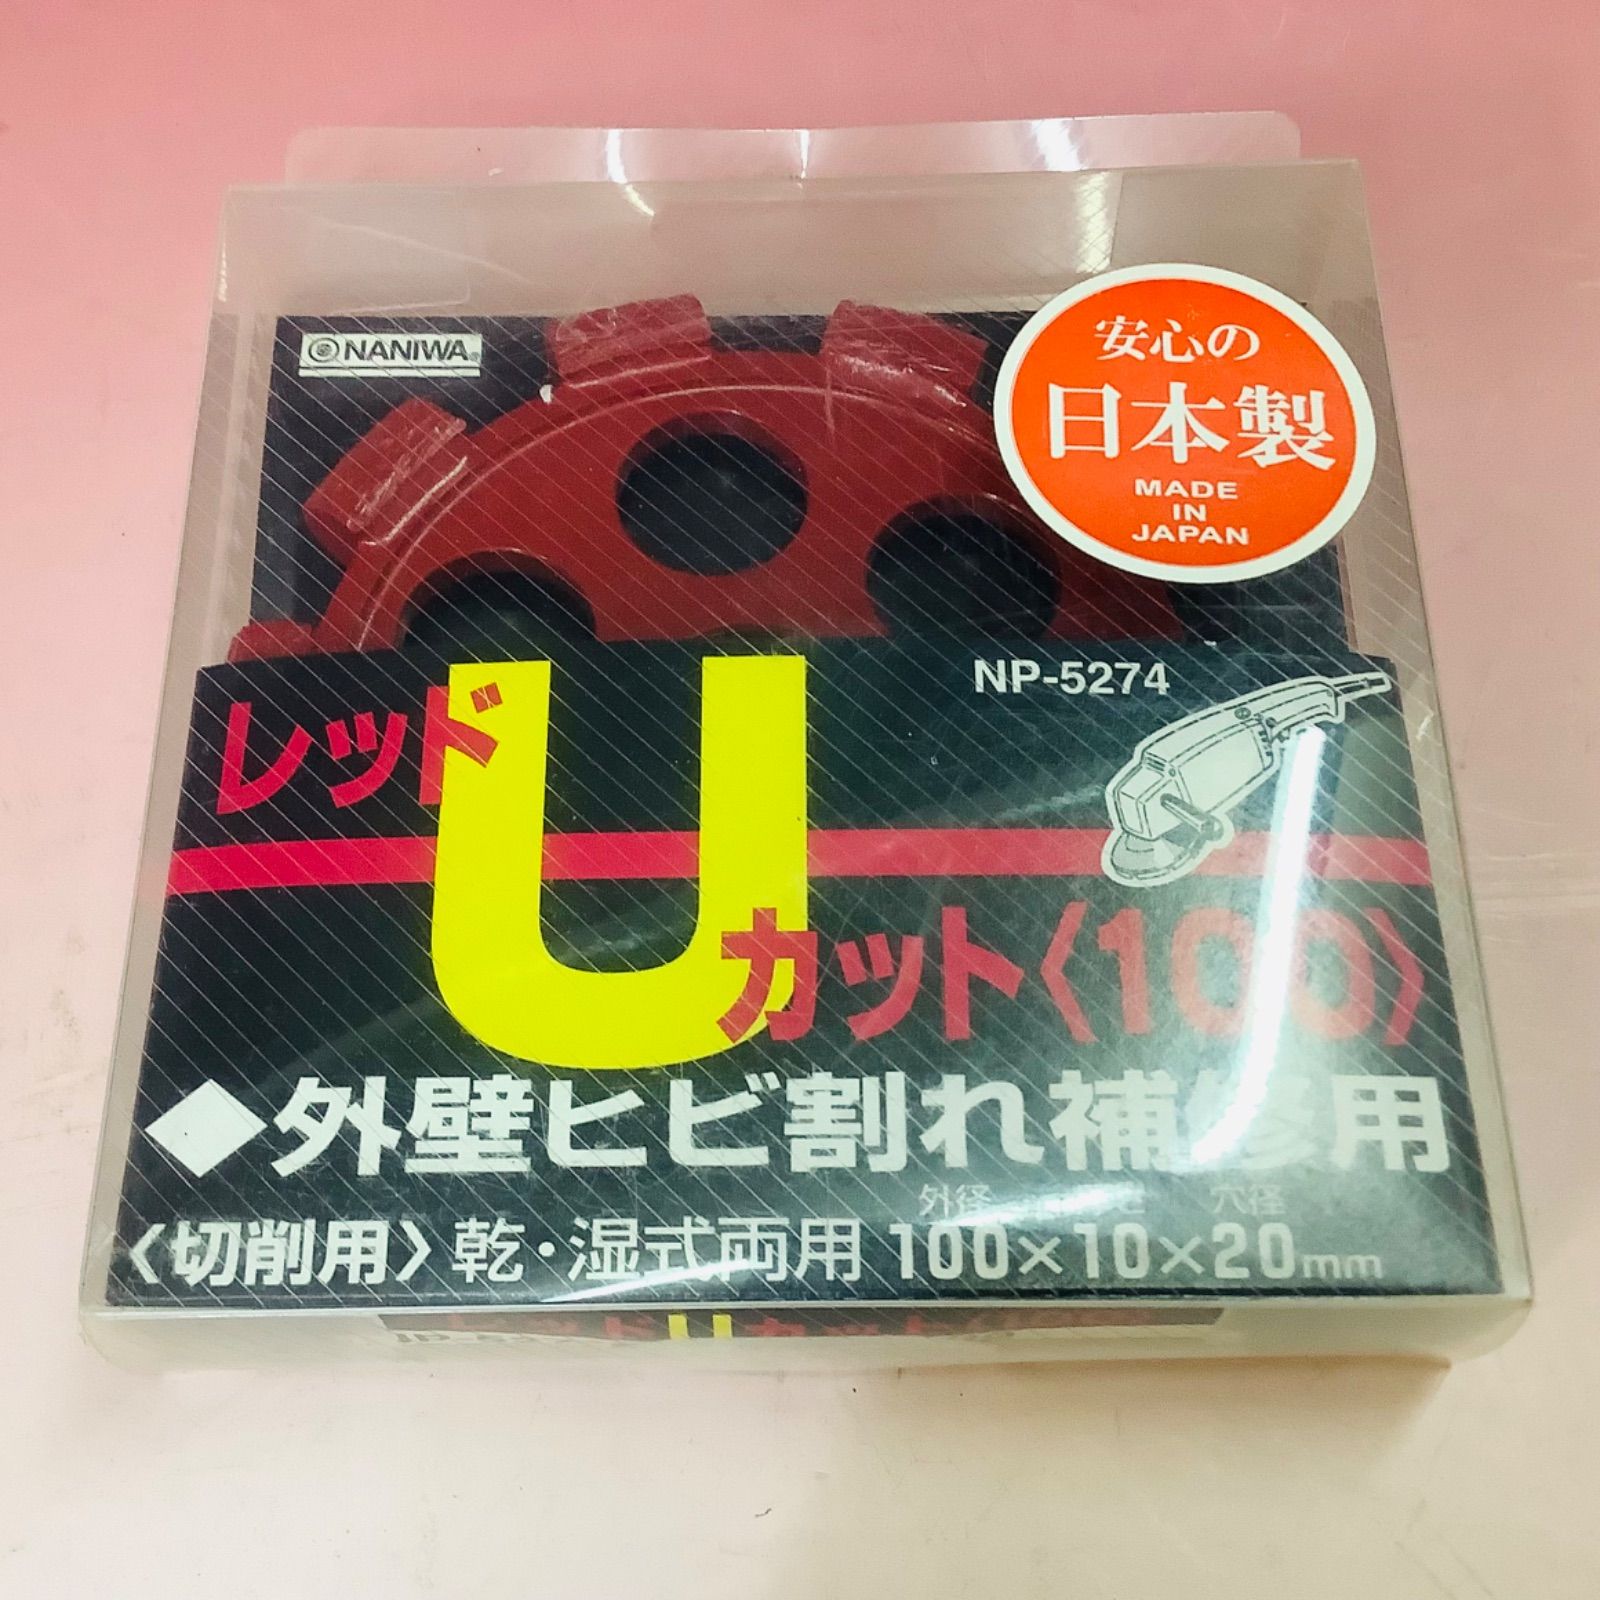 NANIWA®
安心の
日本製
MADE
IN
JAPAN
NP-5274
レッド
U
カット〈100〉
◆外壁ヒビ割れ補修用
外径 穴径
〈切削用〉乾・湿式両用 100×10×20mm